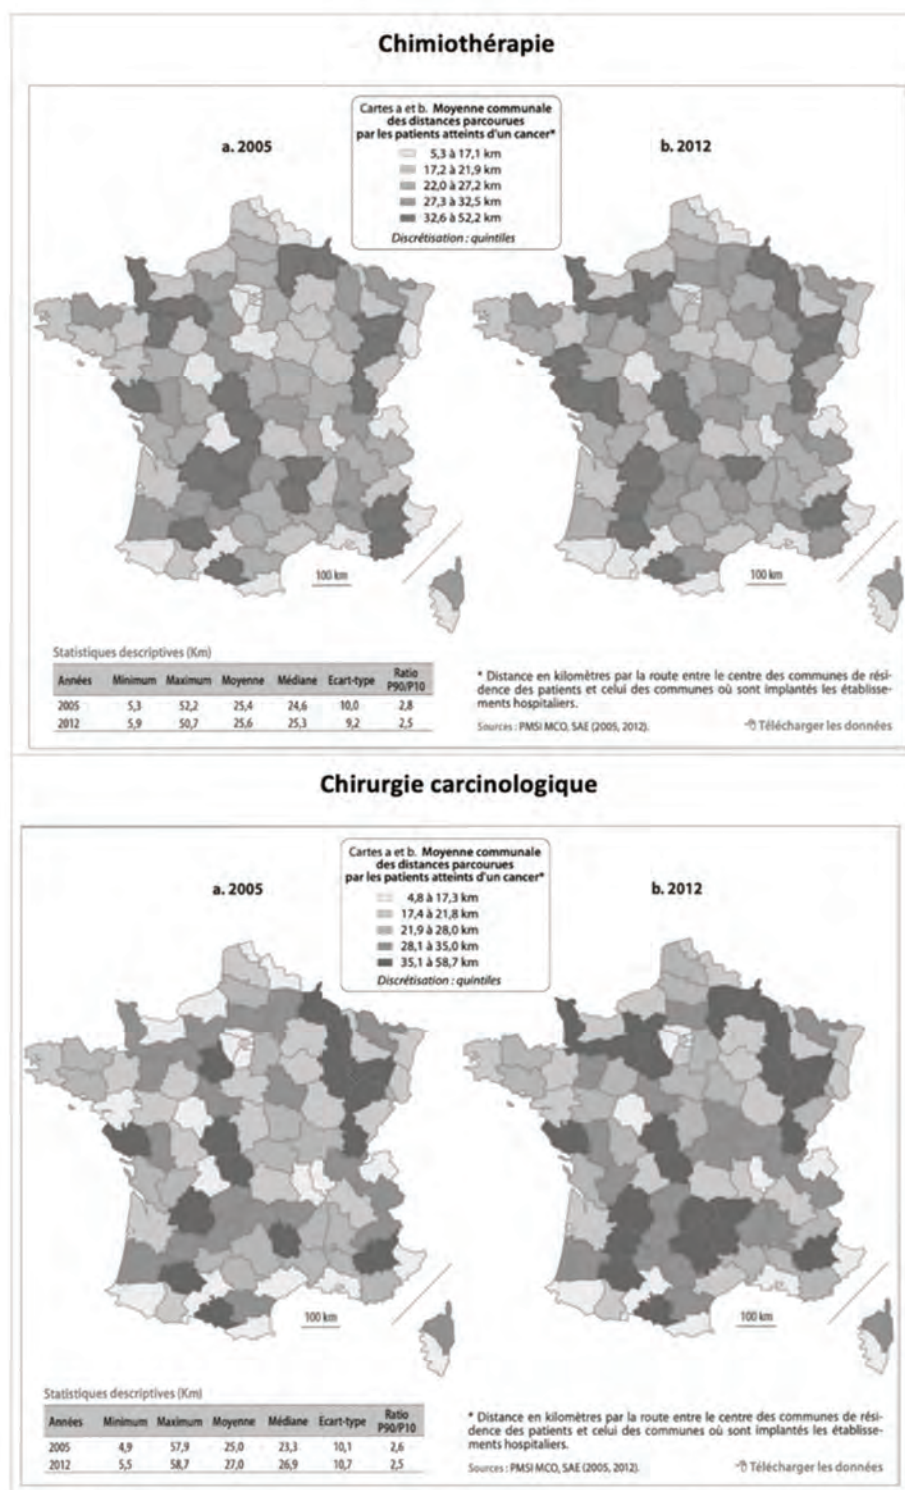 Chimiothérapie
Cartes a et b. Moyenne communale
des distances parcourues
par les patients atteints d'un cancer*
5,3 à 17,1 km
17,2 à 21,9 km
22,0 à 27,2 km
27,3 à 32,5 km
32,6 à 52,2 km
Discrétisation : quintiles
a. 2005
b. 2012
100 km
100 km
Statistiques descriptives (Km)
Années Minimum Maximum Moyenne Médiane Ecart-type Ratio P90/P10
2005 5,3 52,2 25,4 24,6 10,0 2,8
2012 5,9 50,7 25,6 25,3 9,2 2,5
* Distance en kilomètres par la route entre le centre des communes de rési-
dence des patients et celui des communes où sont implantés les établisse-
ments hospitaliers.
Sources : PMSI MCO, SAE (2005, 2012).
Télécharger les données
Chirurgie carcinologique
Cartes a et b. Moyenne communale
des distances parcourues
par les patients atteints d'un cancer*
4,8 à 17,3 km
17,4 à 21,8 km
21,9 à 28,0 km
28,1 à 35,0 km
35,1 à 58,7 km
Discrétisation : quintiles
a. 2005
b. 2012
100 km
100 km
Statistiques descriptives (Km)
Années Minimum Maximum Moyenne Médiane Ecart-type Ratio P90/P10
2005 4,9 57,9 25,0 23,3 10,1 2,6
2012 5,5 58,7 27,0 26,9 10,7 2,5
* Distance en kilomètres par la route entre le centre des communes de rési-
dence des patients et celui des communes où sont implantés les établisse-
ments hospitaliers.
Sources : PMSI MCO, SAE (2005, 2012).
Télécharger les données